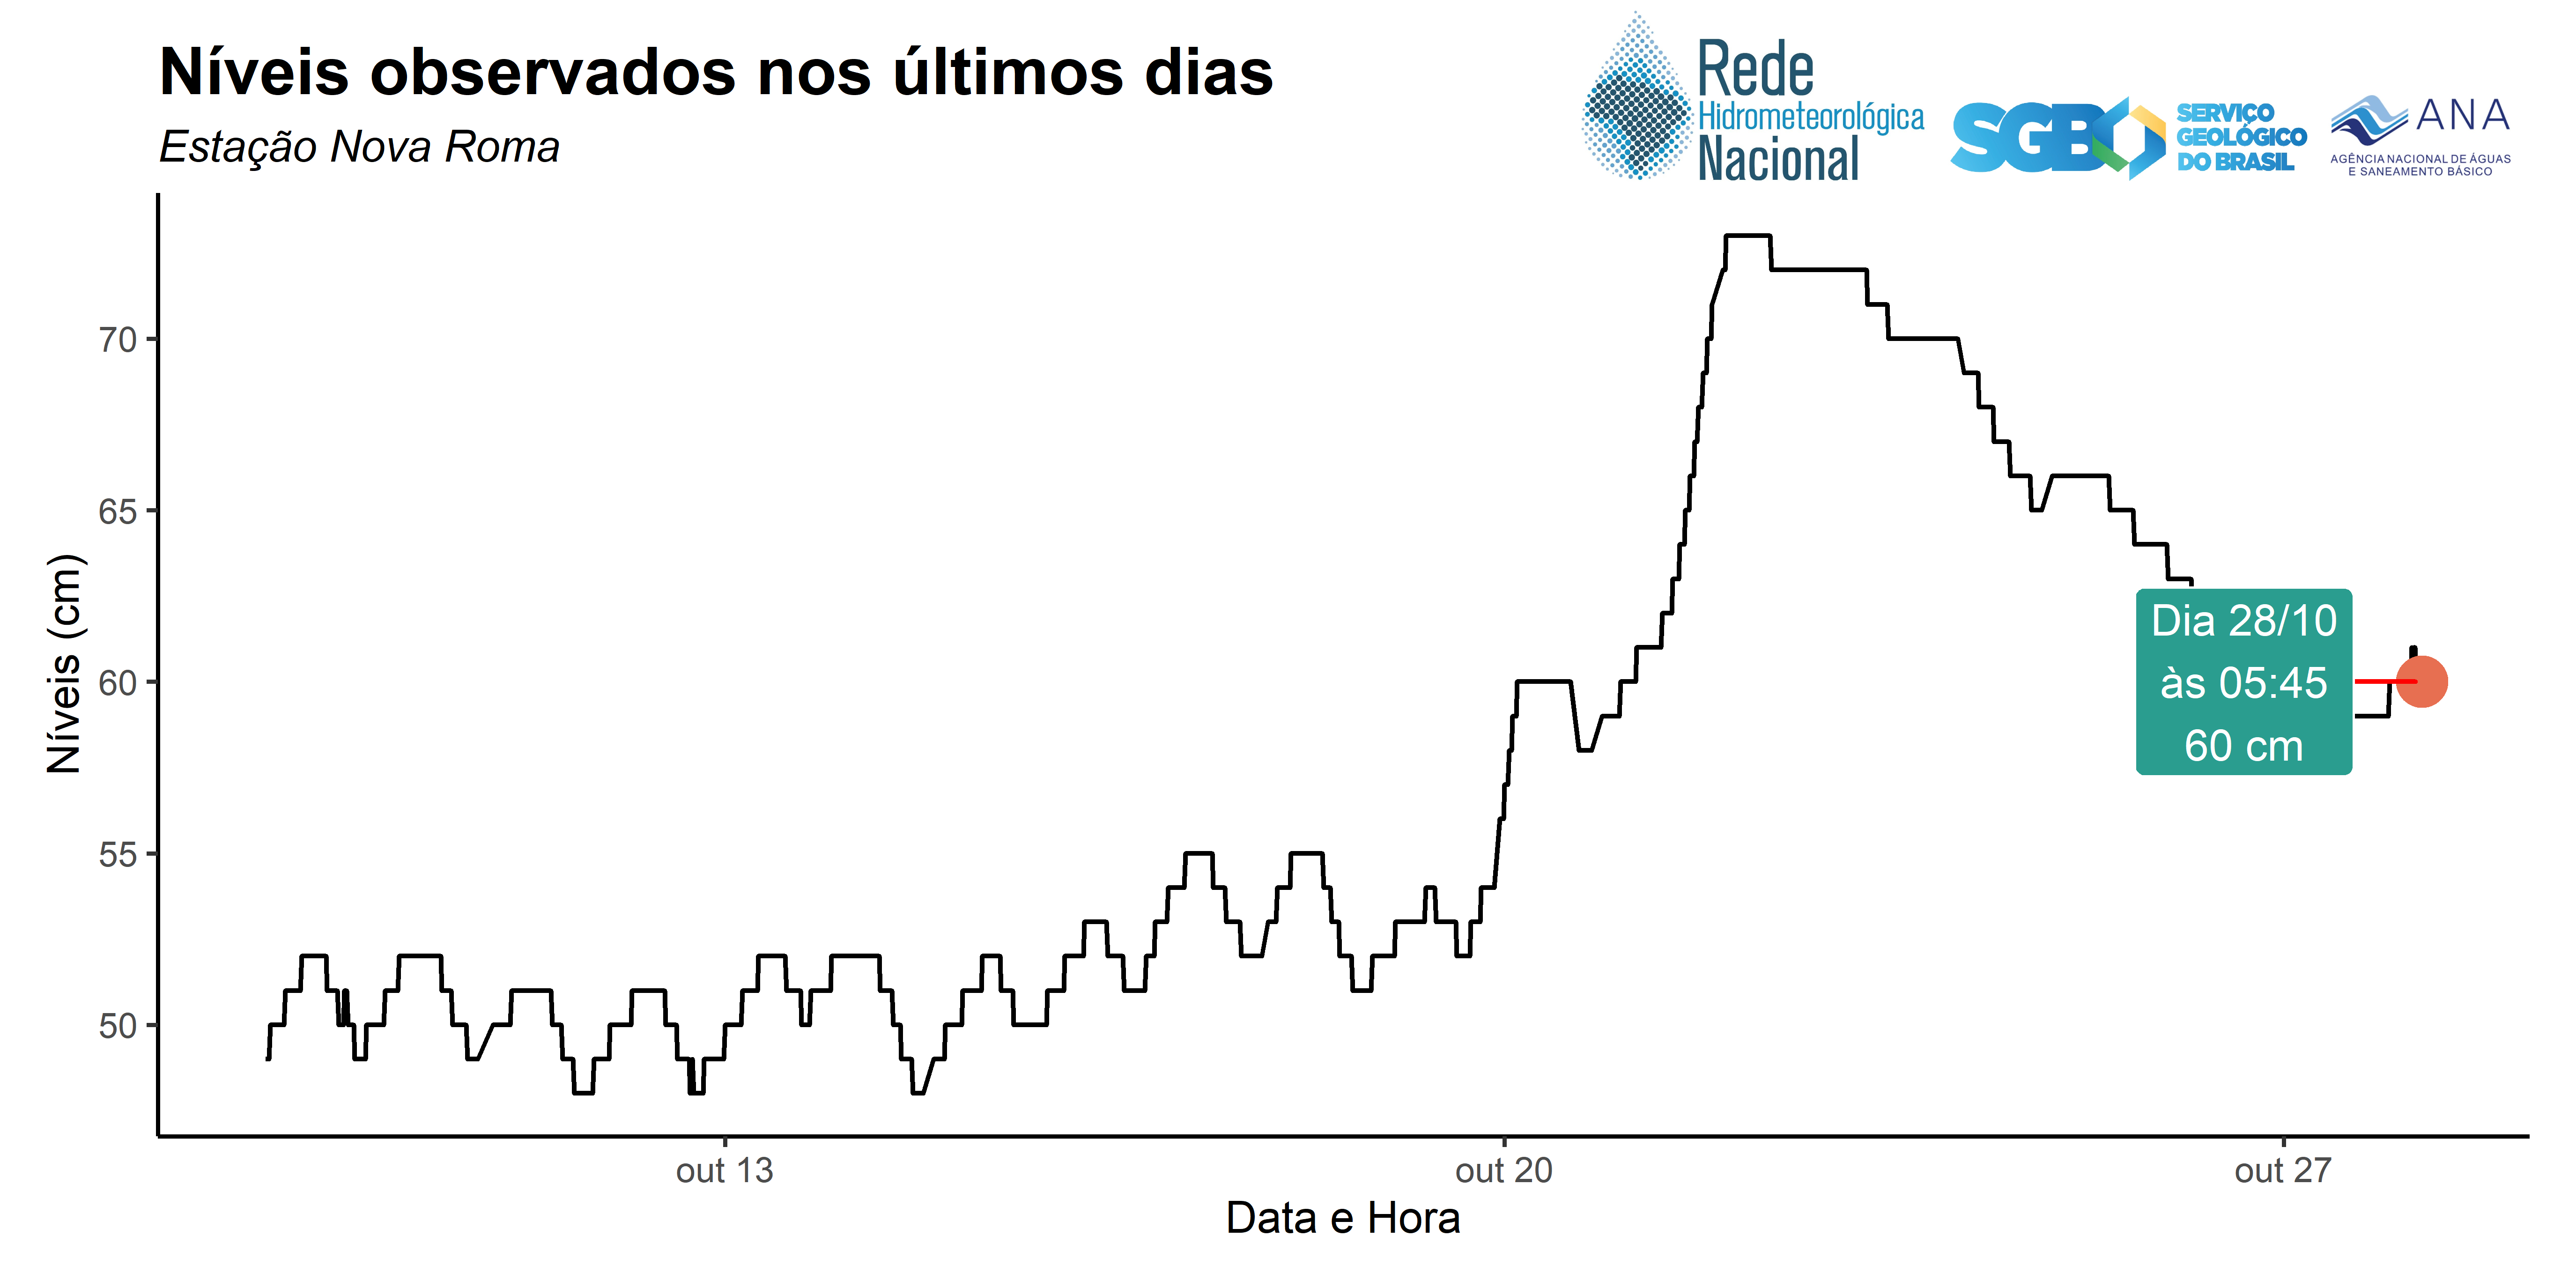 Níveis observados nos últimos dias
Estação Nova Roma
Rede
Hidrometeorológica
Nacional
SGB
SERVIÇO
GEOLÓGICO
DO BRASIL
ANA
AGÊNCIA NACIONAL DE ÁGUAS
E SANEAMENTO BÁSICO
Níveis (cm)
70
65
60
55
50
Dia 28/10
às 05:45
60 cm
out 13
out 20
out 27
Data e Hora